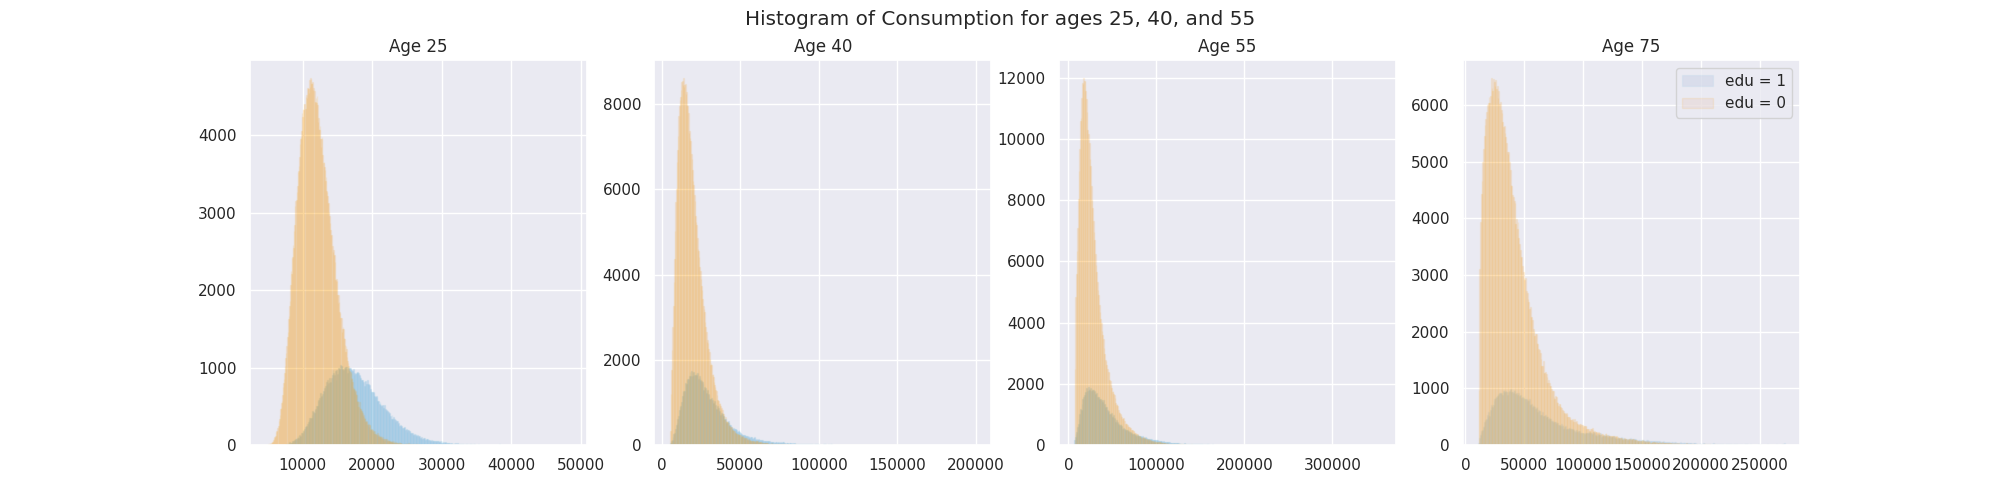 Histogram of Consumption for ages 25, 40, and 55
Age 25
4000
3000
2000
1000
0
10000 20000 30000 40000 50000
Age 40
8000
6000
4000
2000
0
0 50000 100000 150000 200000
Age 55
12000
10000
8000
6000
4000
2000
0
0 100000 200000 300000
Age 75
edu = 1
edu = 0
6000
5000
4000
3000
2000
1000
0
0 50000 100000 150000 200000 250000